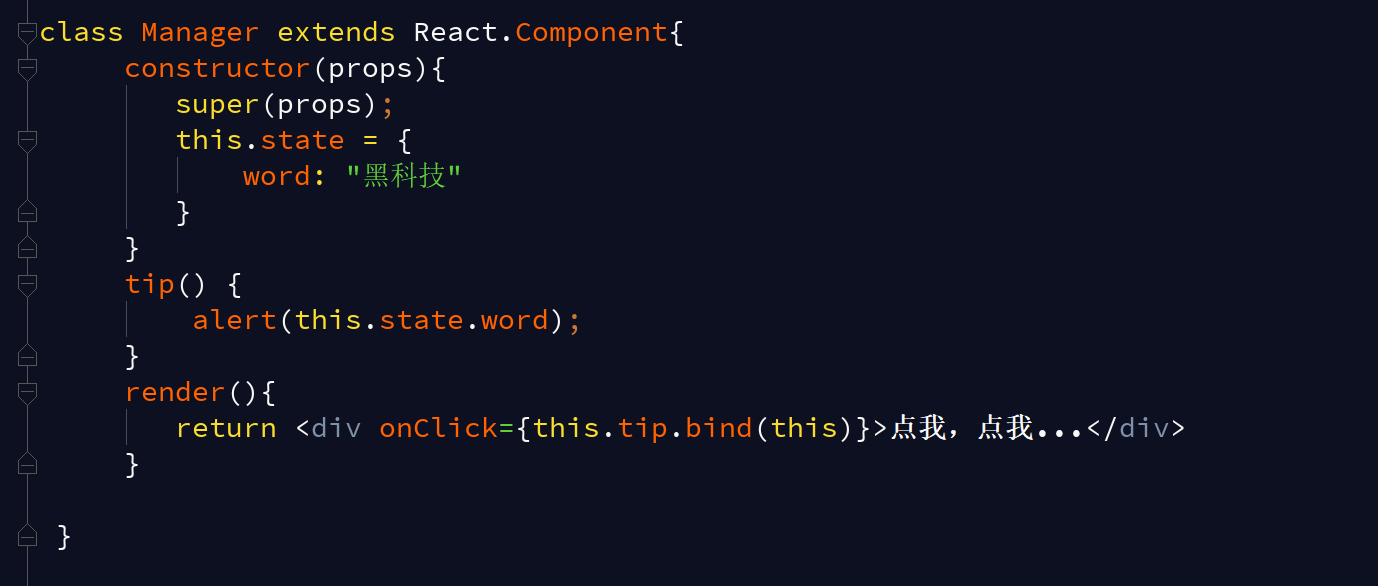 class Manager extends React.Component{
constructor(props){
super(props);
this.state = {
word: "黑科技"
}
}
tip() {
alert(this.state.word);
}
render(){
return <div onClick={this.tip.bind(this)}>点我，点我...</div>
}
}